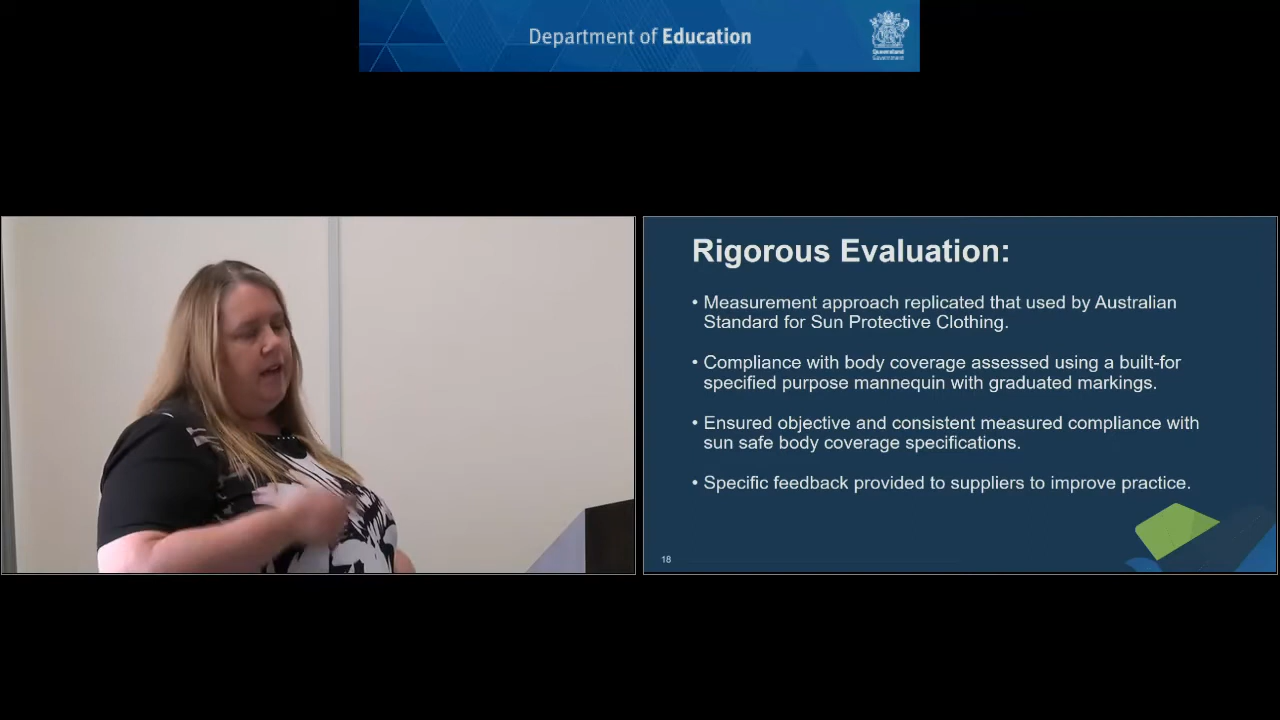 Department of Education
Queensland
Government
Rigorous Evaluation:
• Measurement approach replicated that used by Australian
Standard for Sun Protective Clothing.
• Compliance with body coverage assessed using a built-for
specified purpose mannequin with graduated markings.
• Ensured objective and consistent measured compliance with
sun safe body coverage specifications.
• Specific feedback provided to suppliers to improve practice.
18